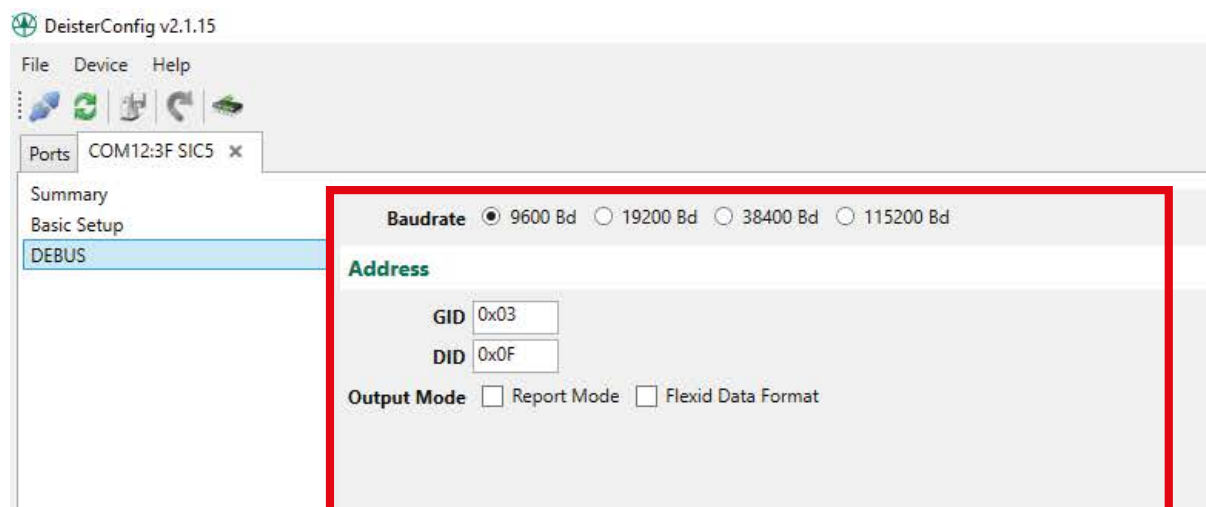 DeisterConfig v2.1.15
File Device Help
Ports COM12:3F SIC5
Summary
Basic Setup
DEBUS
Baudrate 9600 Bd 19200 Bd 38400 Bd 115200 Bd
Address
GID 0x03
DID 0x0F
Output Mode Report Mode Flexid Data Format